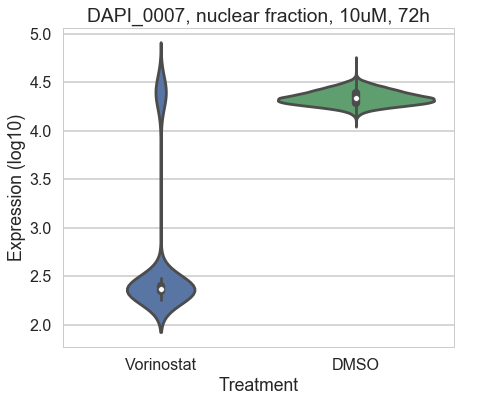 DAPI_0007, nuclear fraction, 10uM, 72h
5.0
4.5
4.0
3.5
3.0
2.5
2.0
Expression (log10)
Vorinostat
DMSO
Treatment